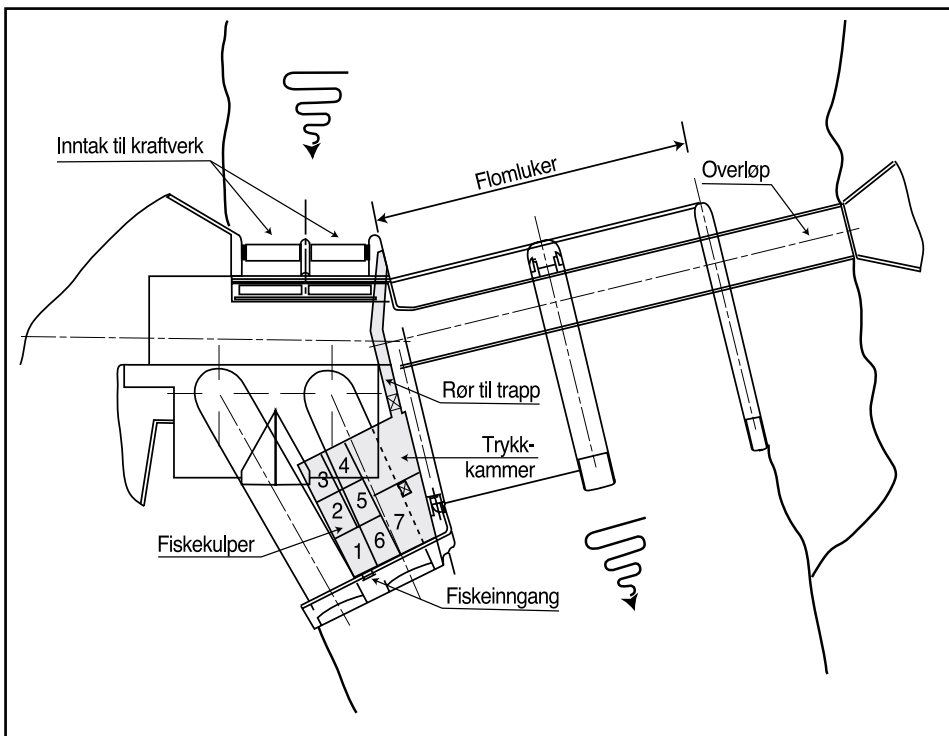 Inntak til kraftverk
Flomluker
Overløp
Rør til trapp
Trykk-
kammer
3
4
2
5
7
1
6
Fiskekulper
Fiskeinngang